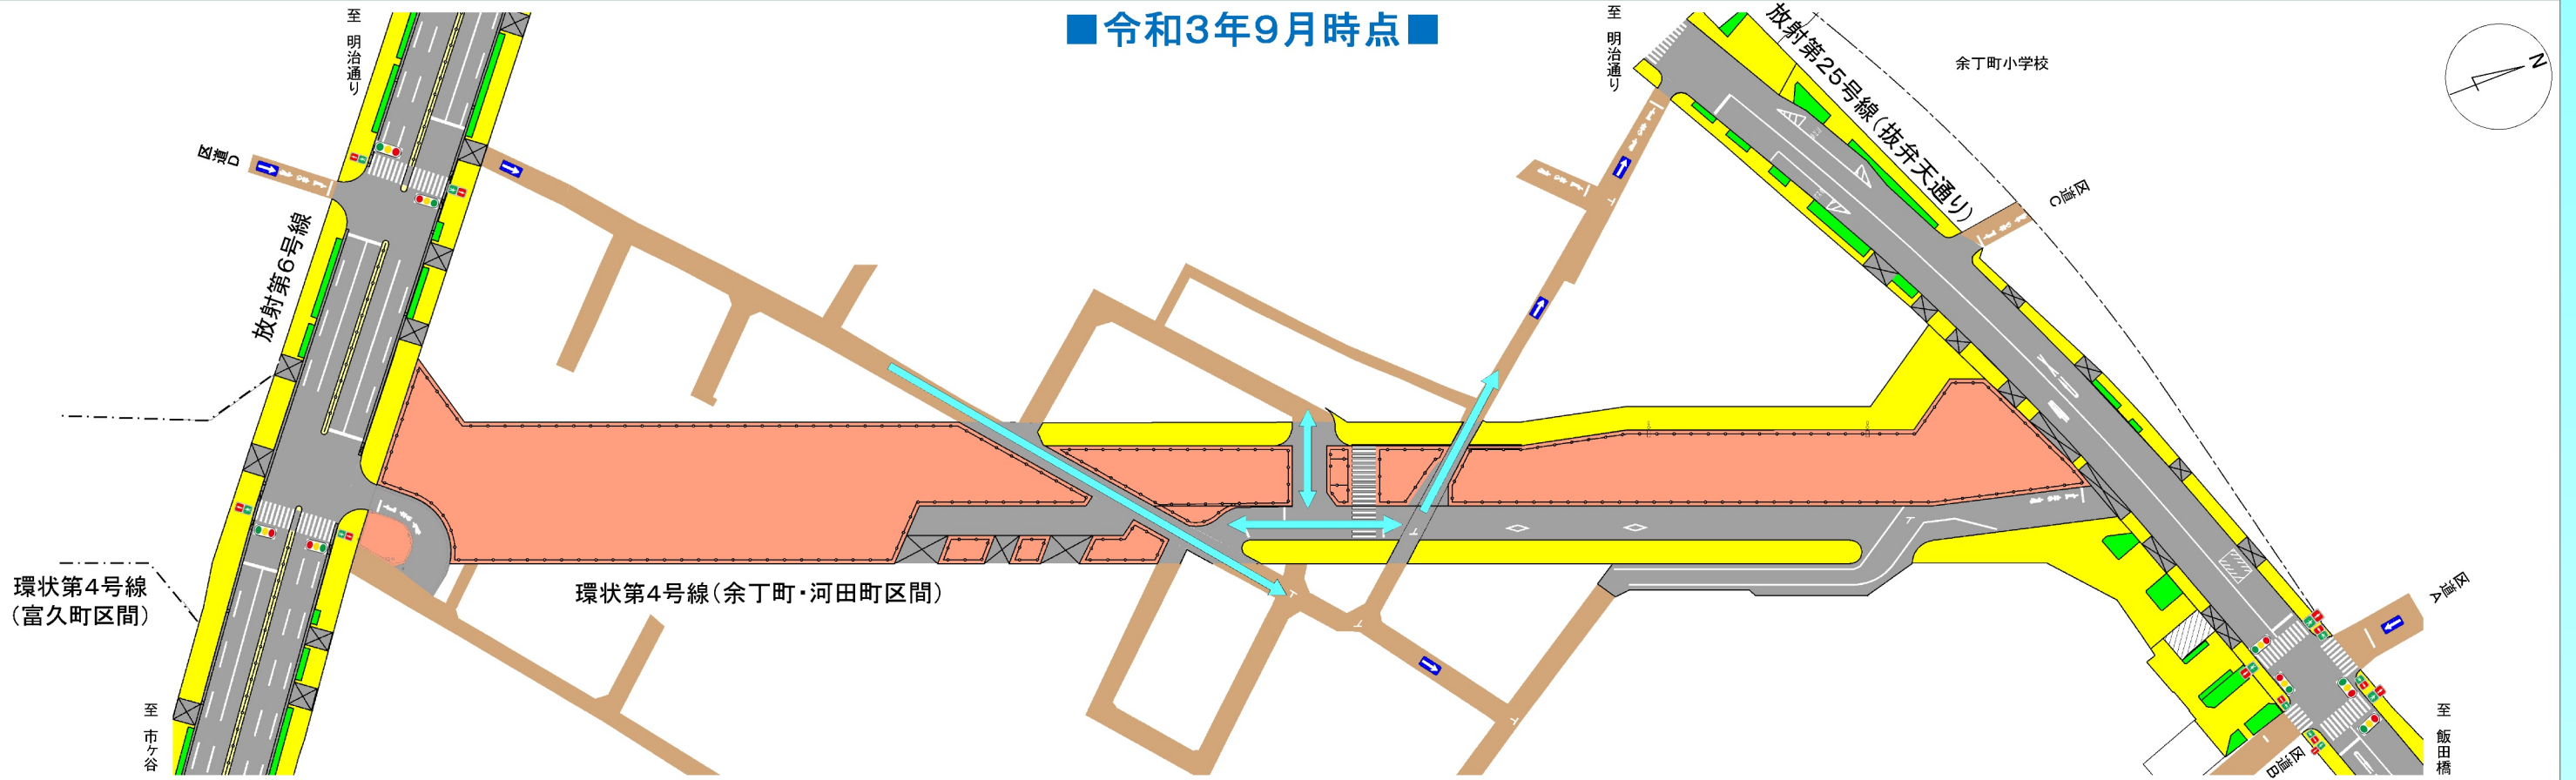 ■令和3年9月時点■
至 明治通り
至 明治通り
放射第25号線(抜弁天通り)
余丁町小学校
N
区道D
区道C
放射第6号線
環状第4号線
(富久町区間)
環状第4号線(余丁町・河田町区間)
区道A
至 市ケ谷
区道B
至 飯田橋